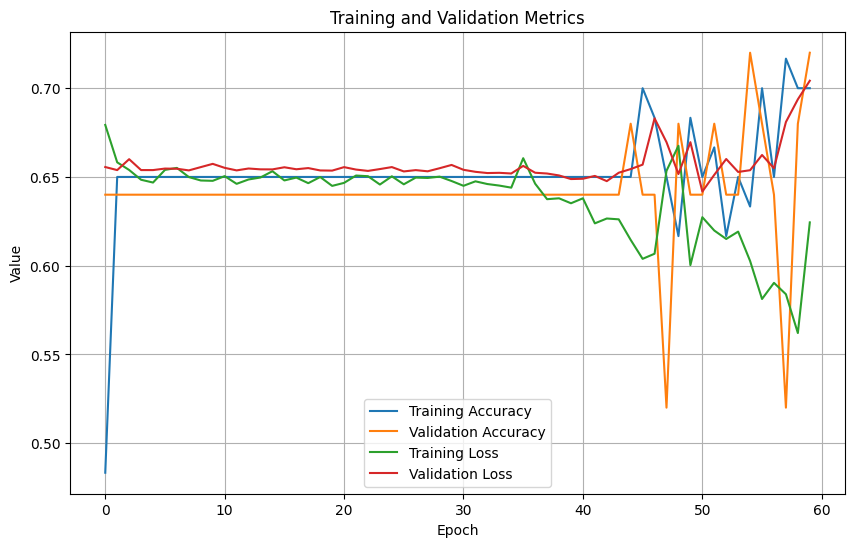 Training and Validation Metrics
Value
0.70
0.65
0.60
0.55
0.50
Training Accuracy
Validation Accuracy
Training Loss
Validation Loss
0
10
20
30
40
50
60
Epoch